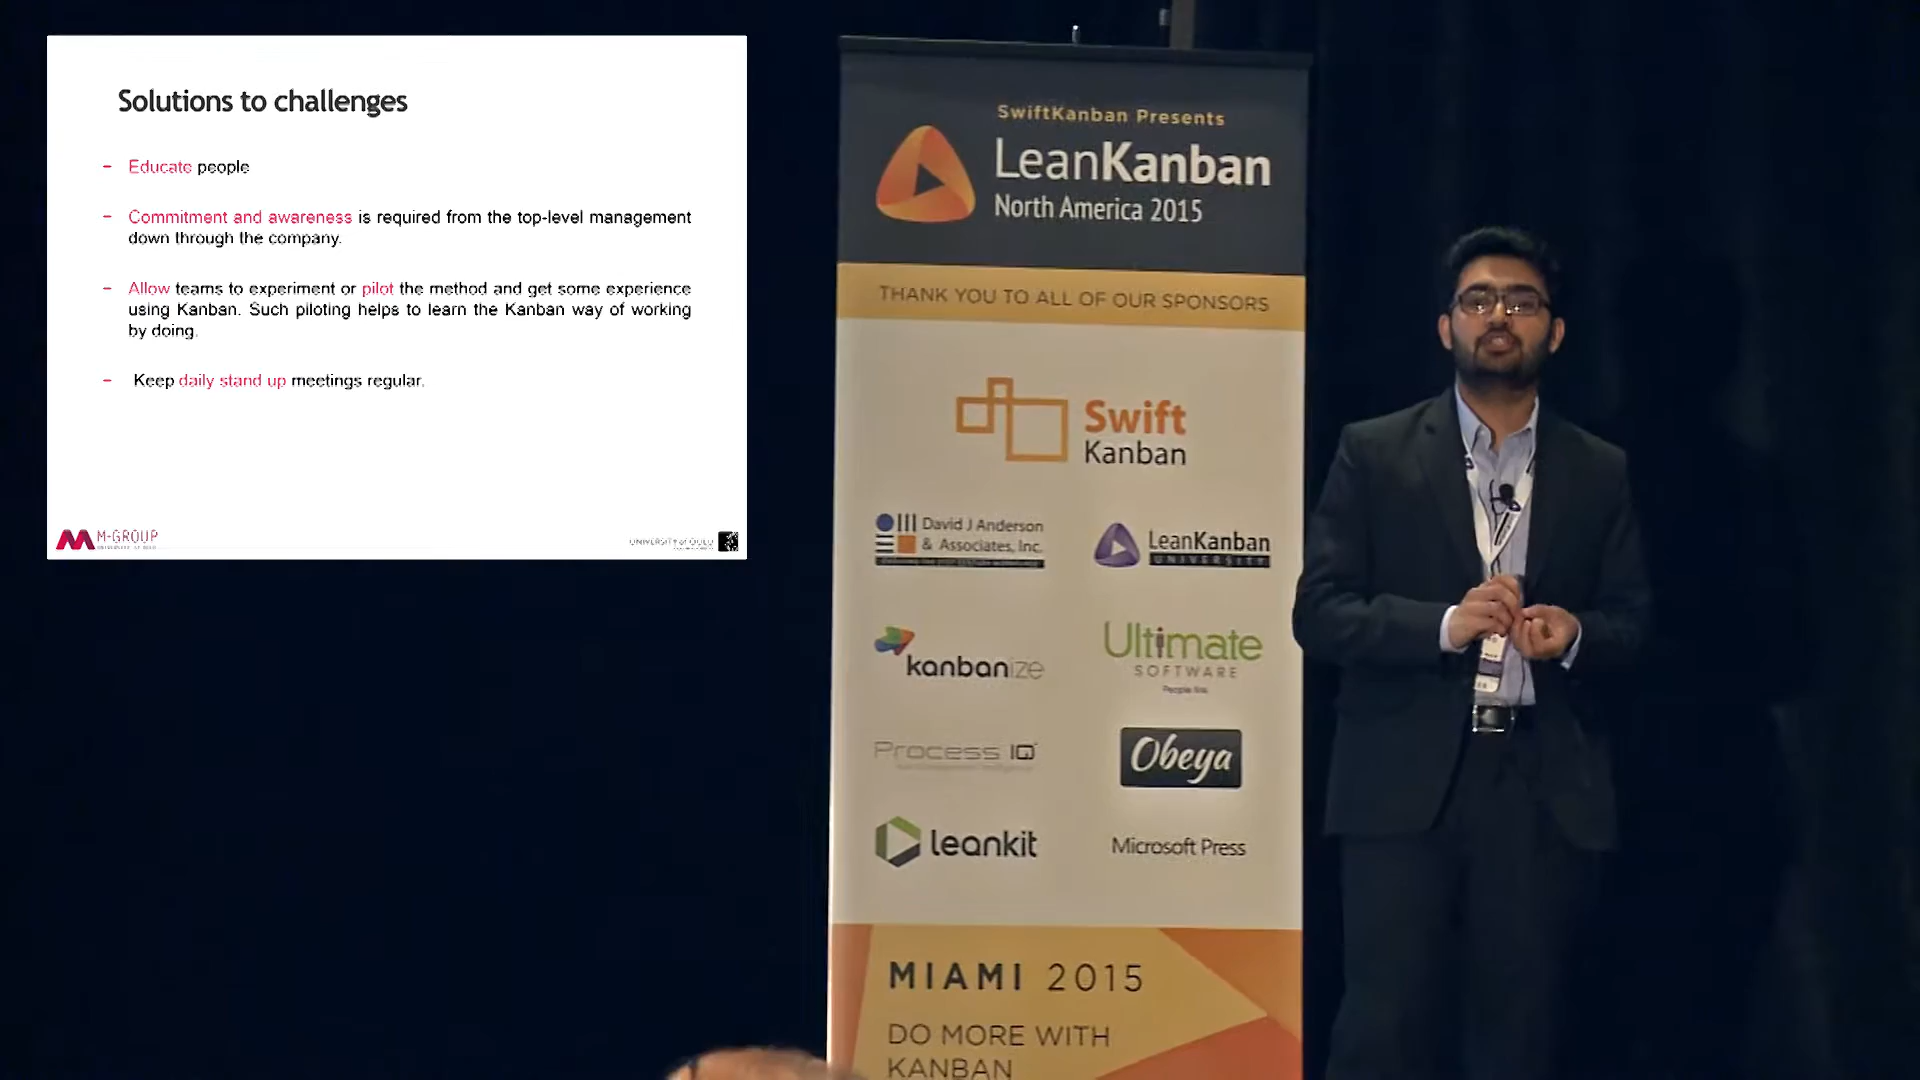 Solutions to challenges
– Educate people
– Commitment and awareness is required from the top-level management
down through the company.
– Allow teams to experiment or pilot the method and get some experience
using Kanban. Such piloting helps to learn the Kanban way of working
by doing.
– Keep daily stand up meetings regular.
M-GROUP
UNIVERSITY of OULU
SwiftKanban Presents
LeanKanban
North America 2015
THANK YOU TO ALL OF OUR SPONSORS
Swift
Kanban
David J Anderson
& Associates, Inc.
LeanKanban
UNIVERSITY
kanbanize
Ultimate
SOFTWARE
Process IQ
Obeya
leankit
Microsoft Press
MIAMI 2015
DO MORE WITH
KANBAN